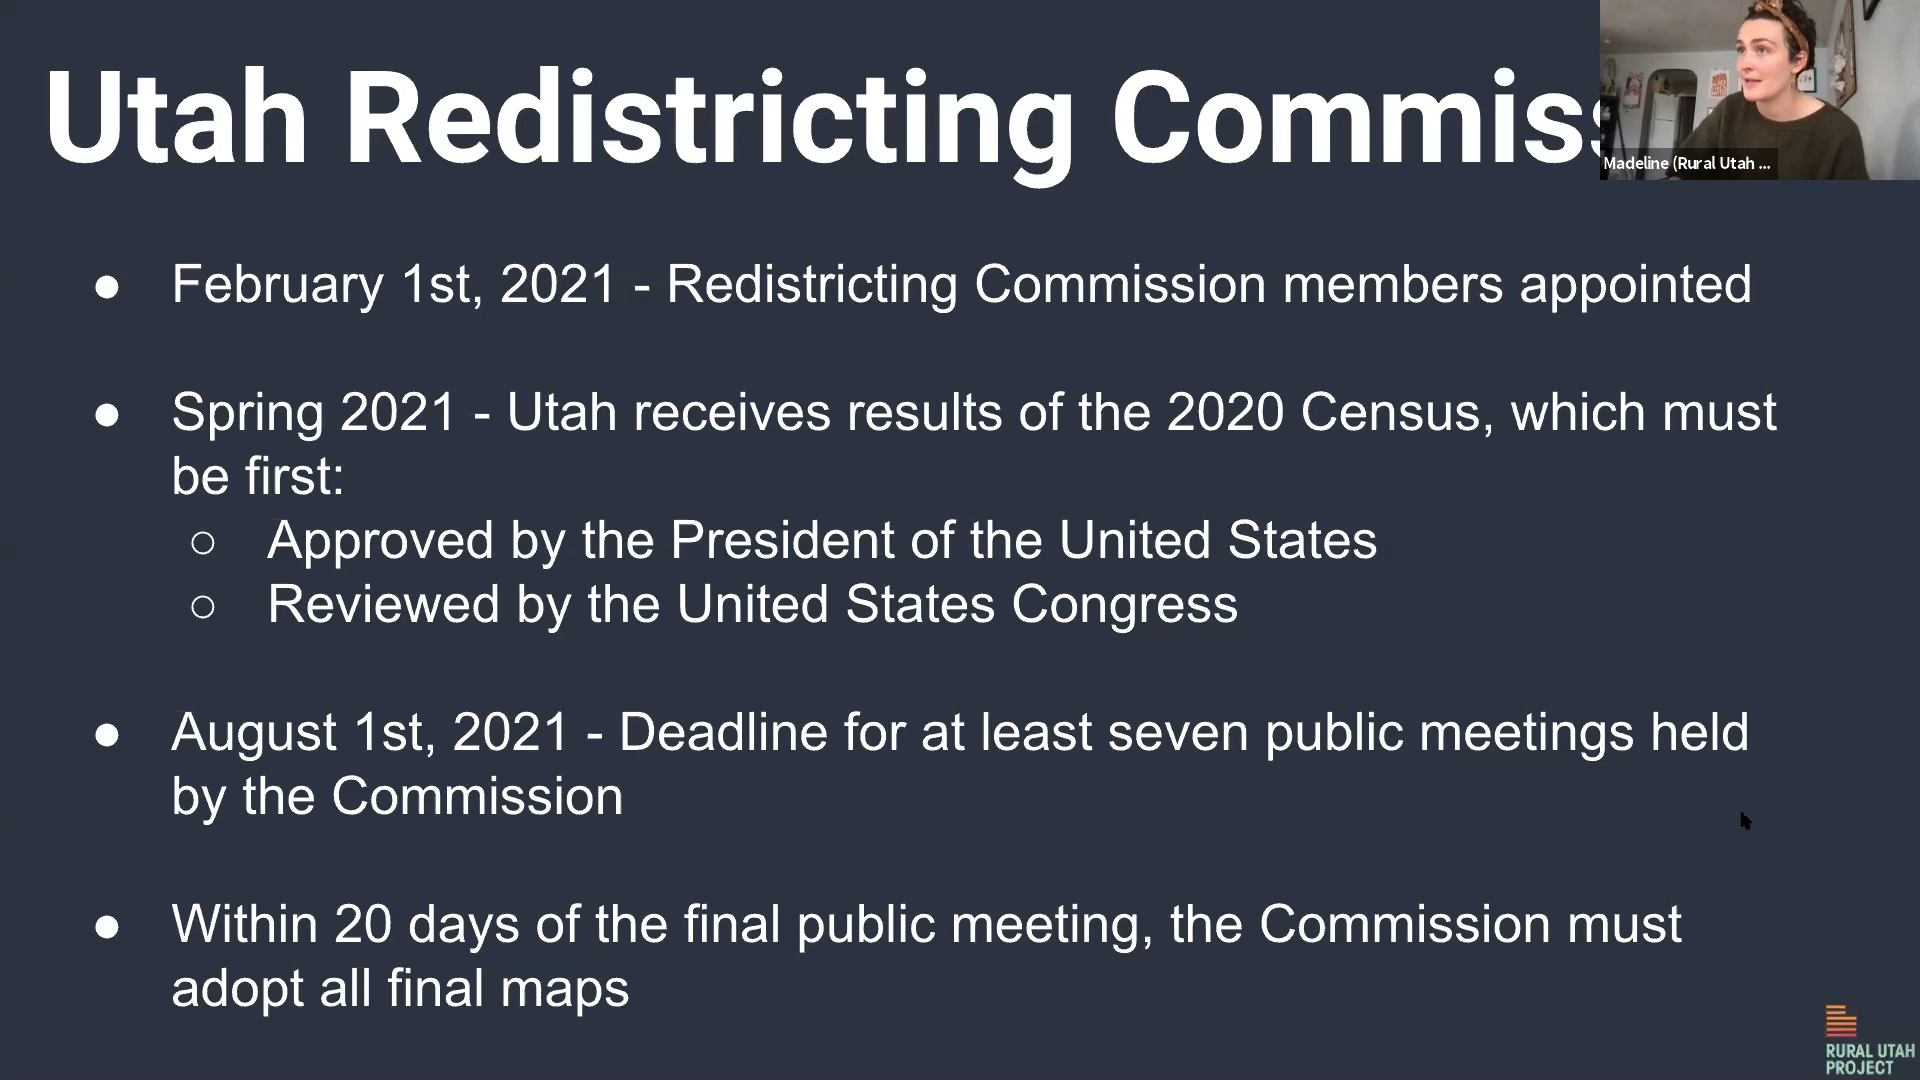 Utah Redistricting Commiss
Madeline (Rural Utah ...
● February 1st, 2021 - Redistricting Commission members appointed
● Spring 2021 - Utah receives results of the 2020 Census, which must
be first:
○ Approved by the President of the United States
○ Reviewed by the United States Congress
● August 1st, 2021 - Deadline for at least seven public meetings held
by the Commission
● Within 20 days of the final public meeting, the Commission must
adopt all final maps
RURAL UTAH
PROJECT